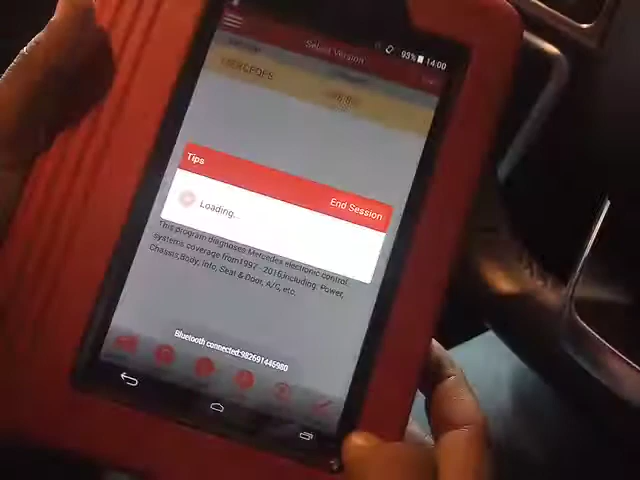 93% 14:00
Select Version
Tips
End Session
Loading..
This program diagnoses Mercedes electronic control
systems coverage from1997 - 2016,including: Power,
Chassis,Body, Info, Seat & Door, A/C, etc.
Bluetooth connected:982691446980